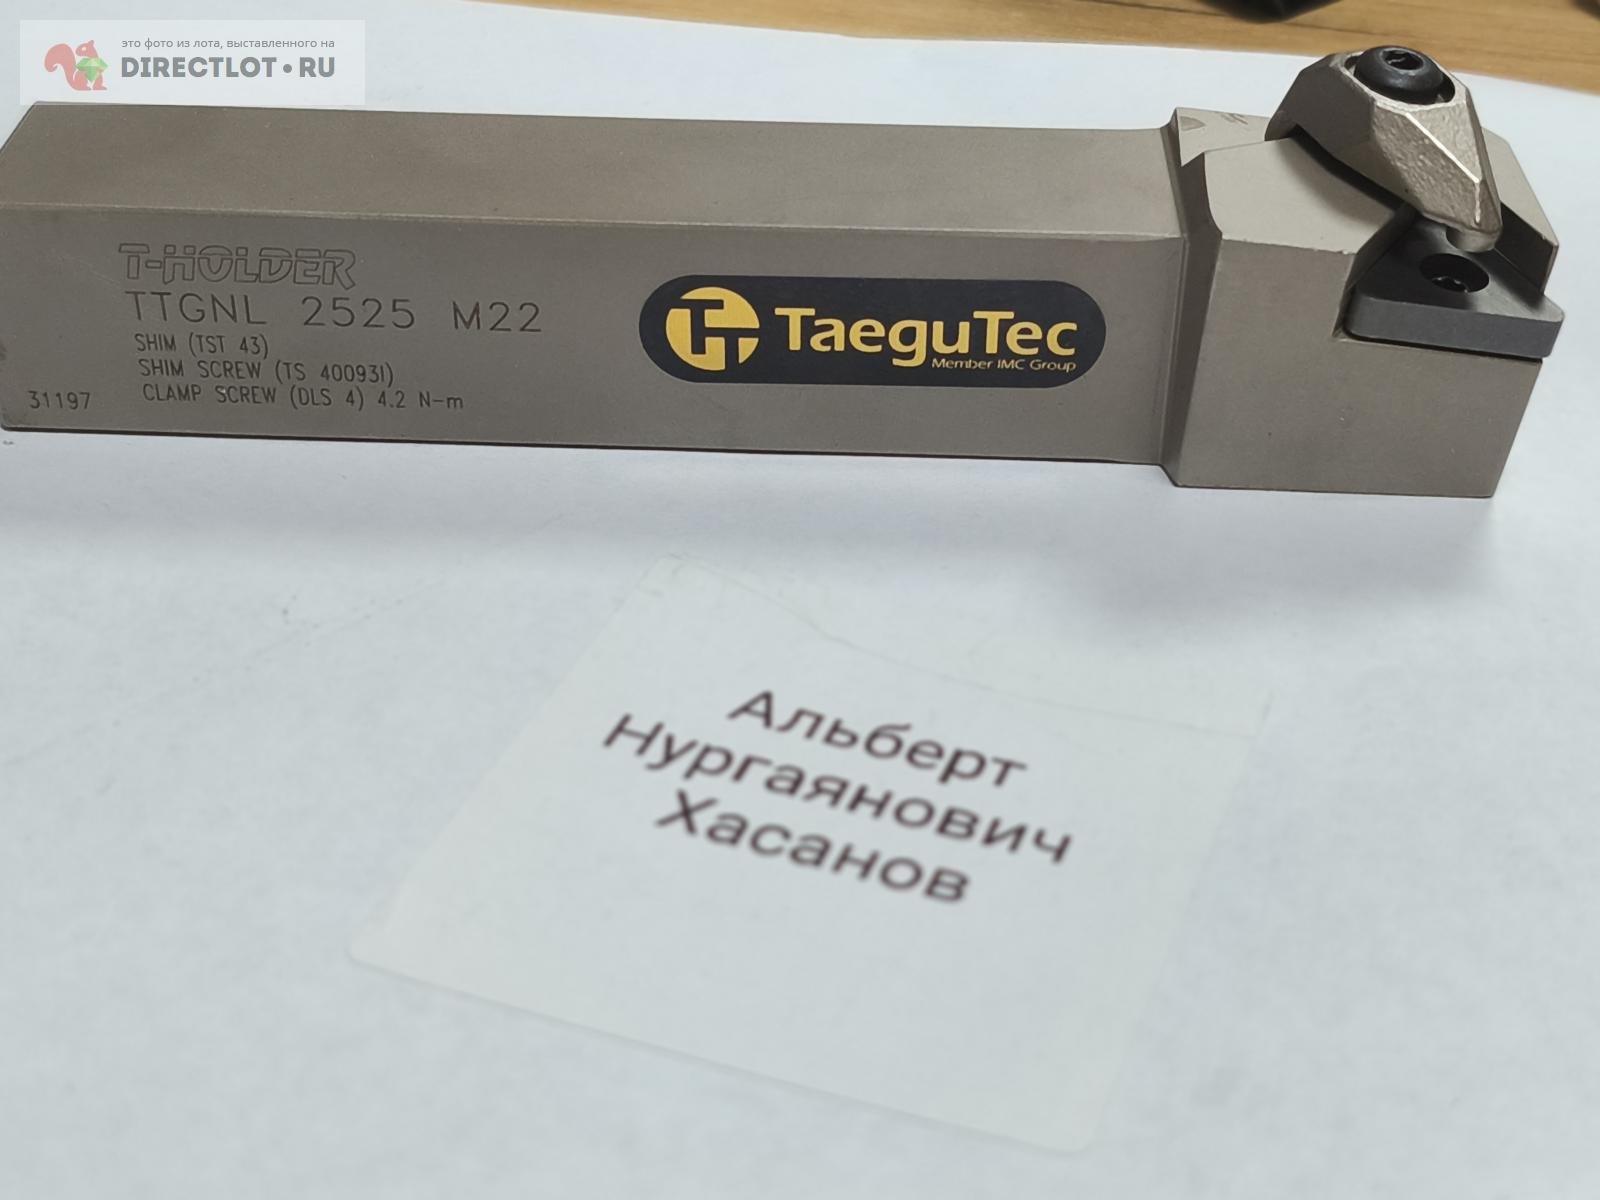 это фото из лота, выставленного на
DIRECTLOT•RU
T-HOLDER
TTGNL 2525 M22
SHIM (TST 43)
SHIM SCREW (TS 40093I)
CLAMP SCREW (DLS 4) 4.2 N-m
31197
TaeguTec
Member IMC Group
Альберт
Нургаянович
Хасанов